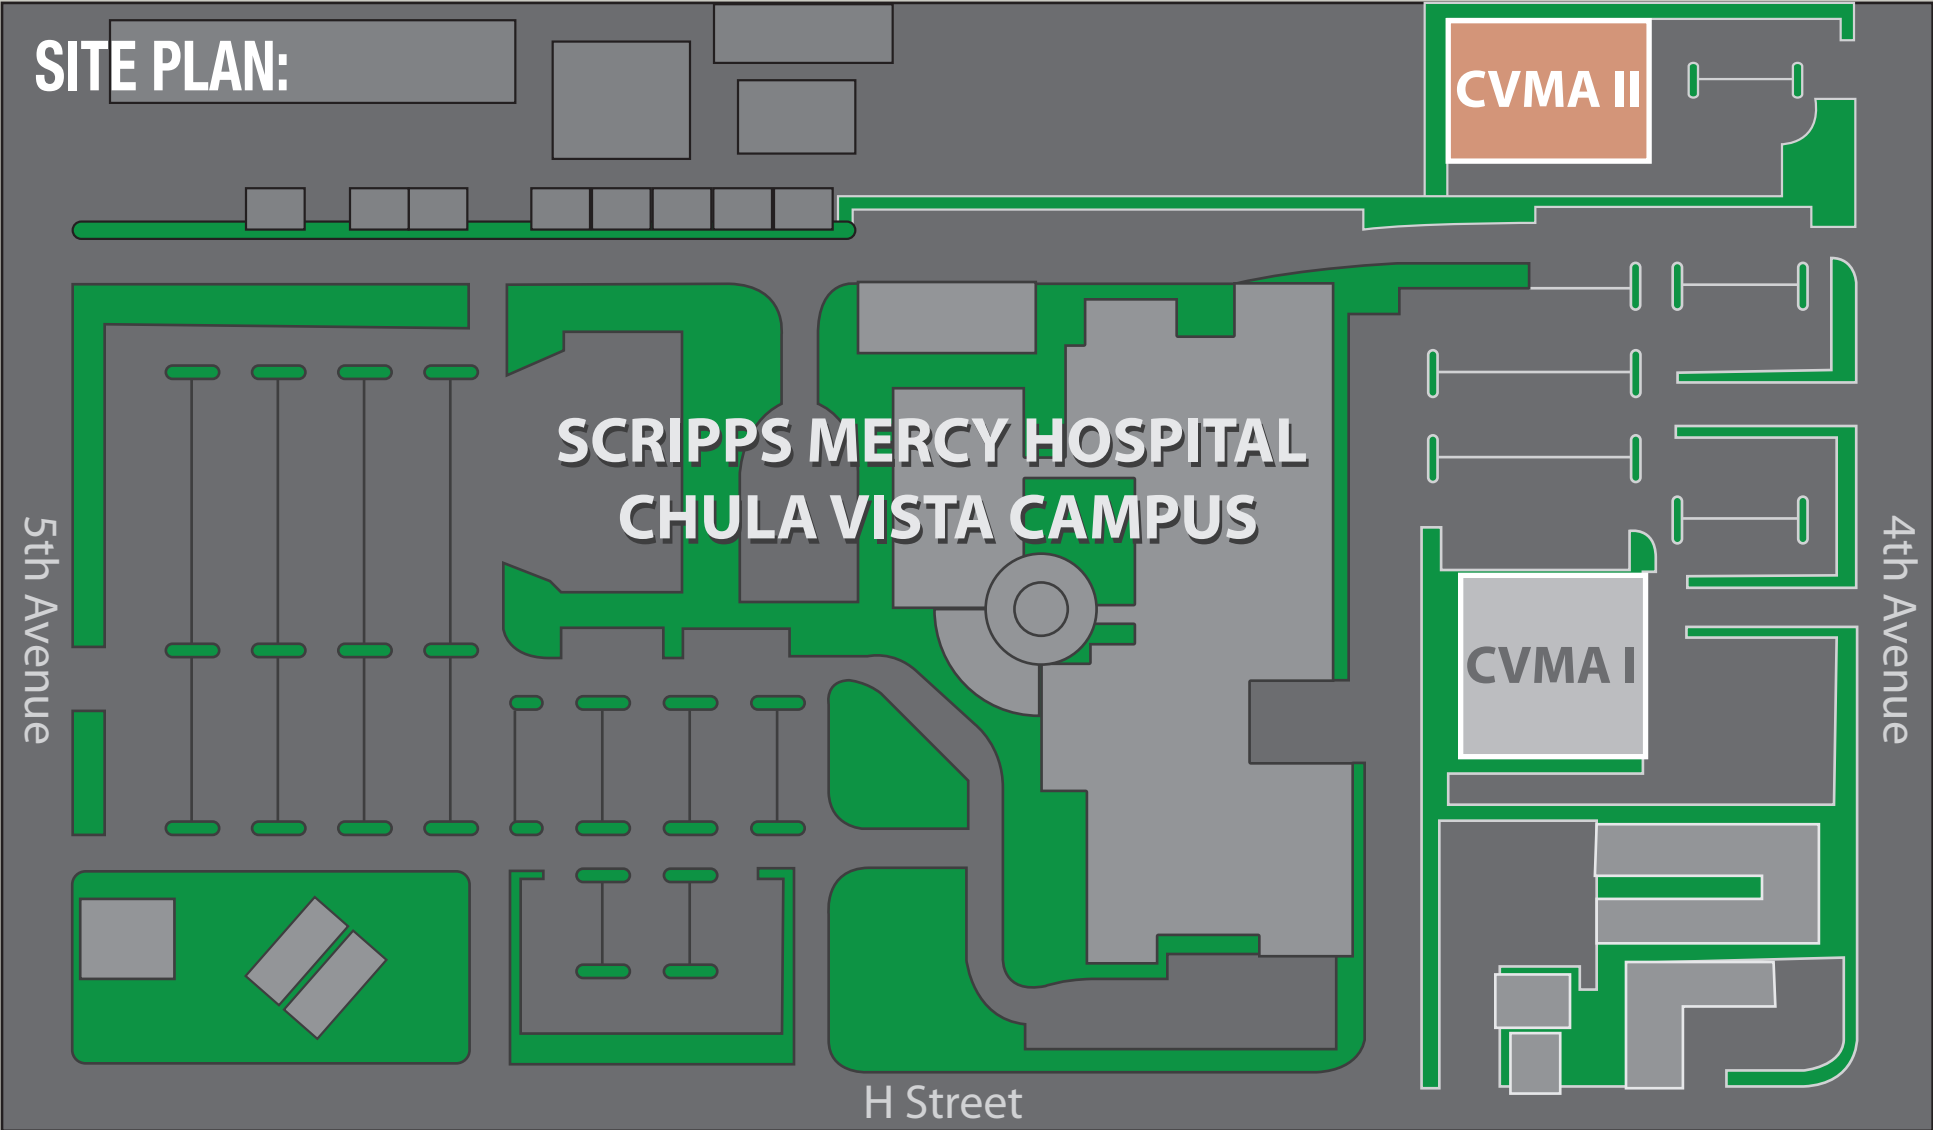 SITE PLAN:
CVMA II
SCRIPPS MERCY HOSPITAL
CHULA VISTA CAMPUS
5th Avenue
4th Avenue
CVMA I
H Street